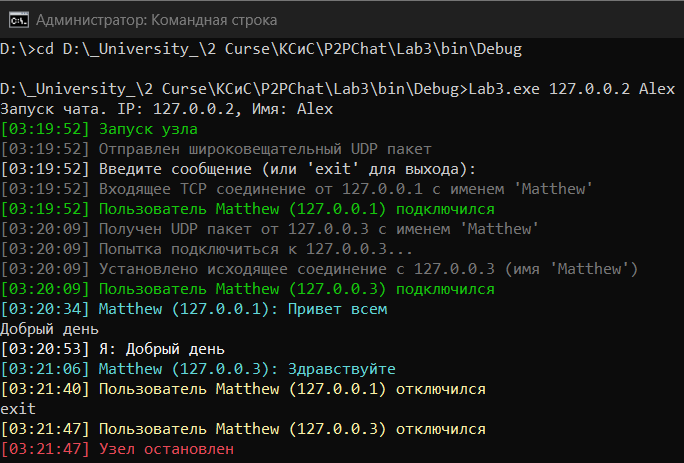 Администратор: Командная строка
D:\>cd D:\_University_\2 Curse\КСиС\P2PChat\Lab3\bin\Debug
D:\_University_\2 Curse\КСиС\P2PChat\Lab3\bin\Debug>Lab3.exe 127.0.0.2 Alex
Запуск чата. IP: 127.0.0.2, Имя: Alex
[03:19:52] Запуск узла
[03:19:52] Отправлен широковещательный UDP пакет
[03:19:52] Введите сообщение (или 'exit' для выхода):
[03:19:52] Входящее TCP соединение от 127.0.0.1 с именем 'Matthew'
[03:19:52] Пользователь Matthew (127.0.0.1) подключился
[03:20:09] Получен UDP пакет от 127.0.0.3 с именем 'Matthew'
[03:20:09] Попытка подключиться к 127.0.0.3...
[03:20:09] Установлено исходящее соединение с 127.0.0.3 (имя 'Matthew')
[03:20:09] Пользователь Matthew (127.0.0.3) подключился
[03:20:34] Matthew (127.0.0.1): Привет всем
Добрый день
[03:20:53] Я: Добрый день
[03:21:06] Matthew (127.0.0.3): Здравствуйте
[03:21:40] Пользователь Matthew (127.0.0.1) отключился
exit
[03:21:47] Пользователь Matthew (127.0.0.3) отключился
[03:21:47] Узел остановлен